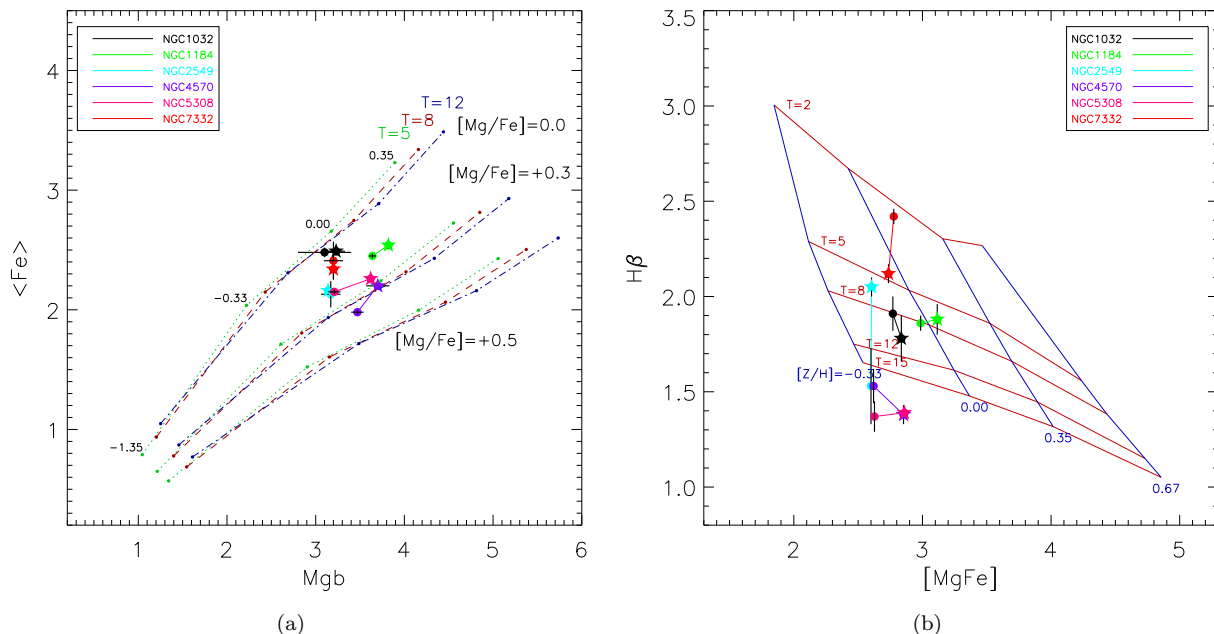 NGC1032
NGC1184
NGC2549
NGC4570
NGC5308
NGC7332
T=12
T=8
T=5
[Mg/Fe]=0.0
0.35
[Mg/Fe]=+0.3
0.00
-0.33
[Mg/Fe]=+0.5
-1.35
4
3
2
1
<Fe>
1 2 3 4 5 6
Mgb
(a)
NGC1032
NGC1184
NGC2549
NGC4570
NGC5308
NGC7332
T=2
T=5
T=8
T=12
T=15
[Z/H]=-0.33
0.00
0.35
0.67
3.5
3.0
2.5
2.0
1.5
1.0
Hβ
2 3 4 5
[MgFe]
(b)